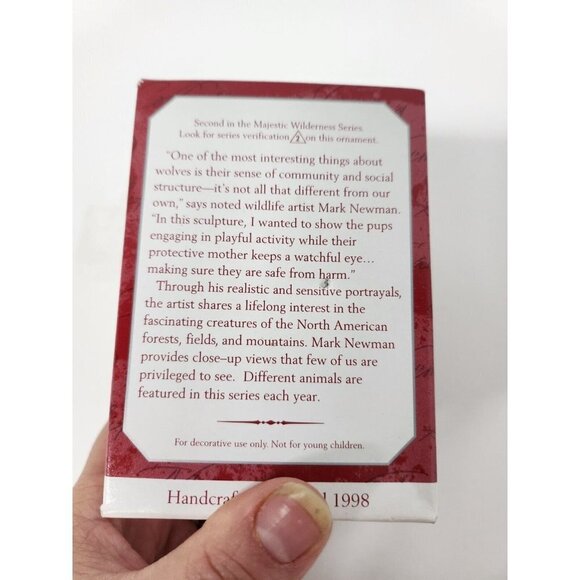 Second in the Majestic Wilderness Series.
Look for series verification 2 on this ornament.
"One of the most interesting things about
wolves is their sense of community and social
structure—it's not all that different from our
own," says noted wildlife artist Mark Newman.
"In this sculpture, I wanted to show the pups
engaging in playful activity while their
protective mother keeps a watchful eye...
making sure they are safe from harm."
Through his realistic and sensitive portrayals,
the artist shares a lifelong interest in the
fascinating creatures of the North American
forests, fields, and mountains. Mark Newman
provides close-up views that few of us are
privileged to see. Different animals are
featured in this series each year.
For decorative use only. Not for young children.
1998